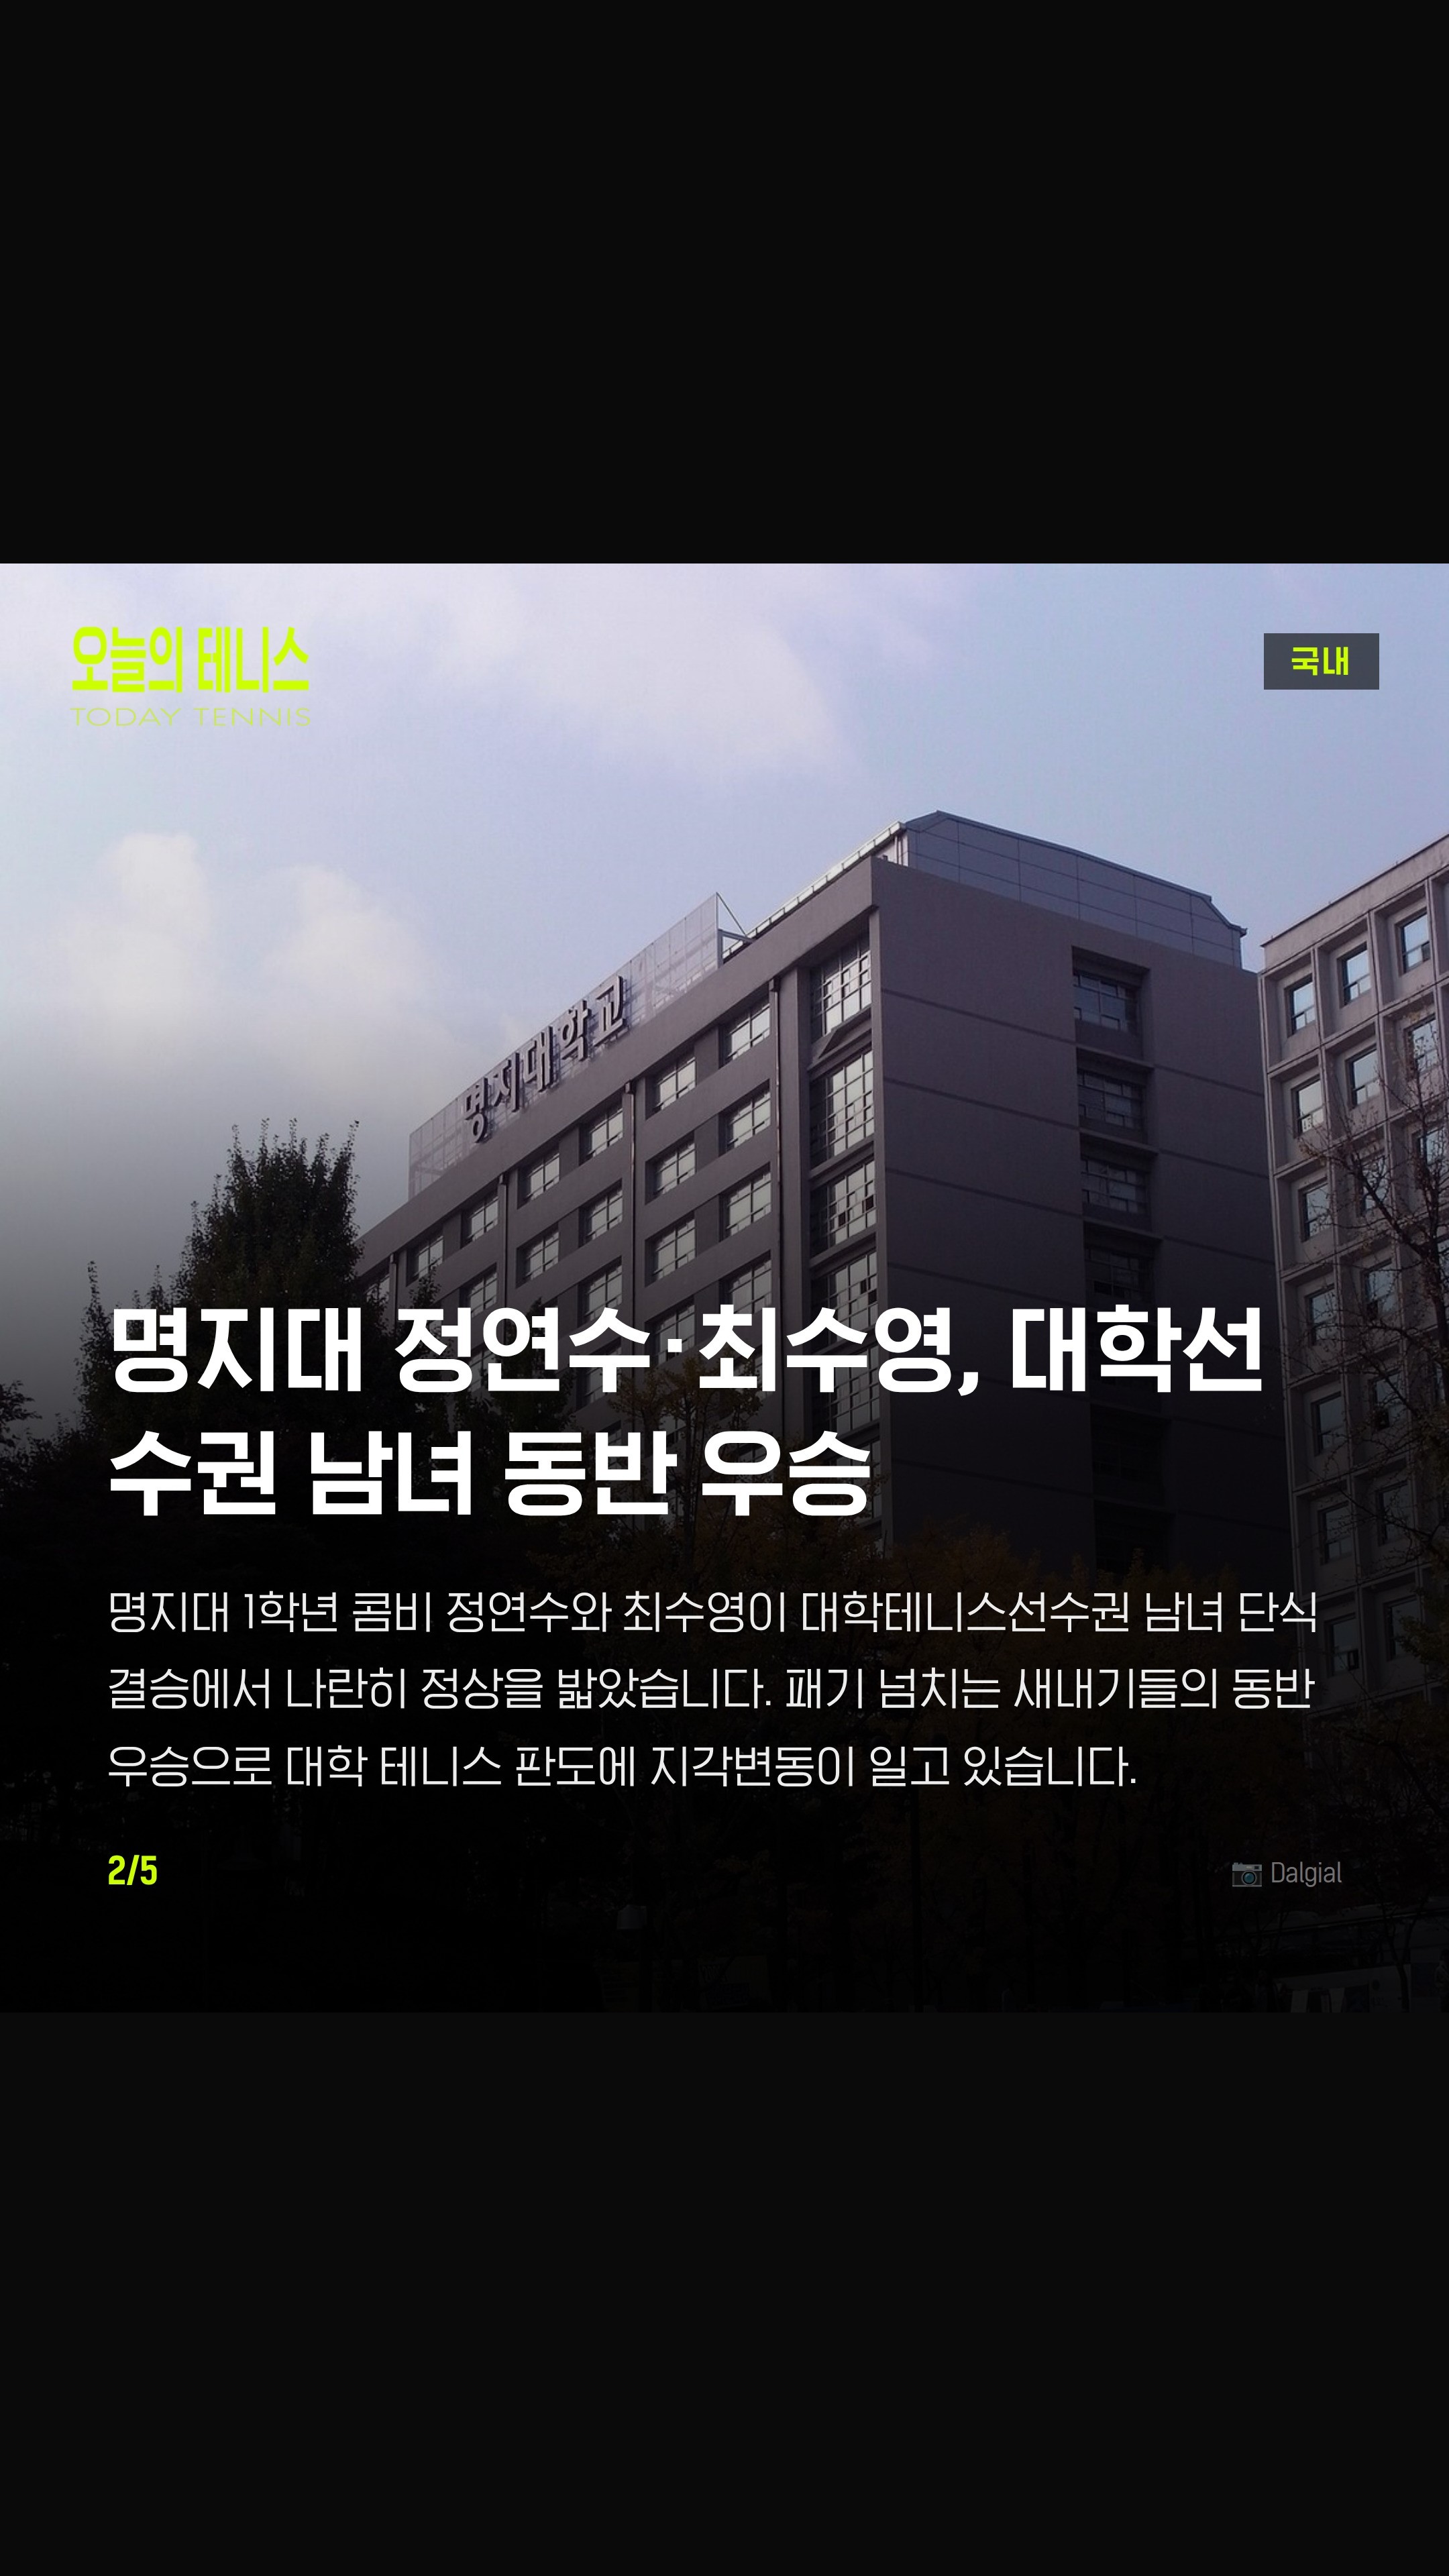 오늘의 테니스
TODAY TENNIS
국내
명지대학교
명지대 정연수·최수영, 대학선
수권 남녀 동반 우승
명지대 1학년 콤비 정연수와 최수영이 대학테니스선수권 남녀 단식
결승에서 나란히 정상을 밟았습니다. 패기 넘치는 새내기들의 동반
우승으로 대학 테니스 판도에 지각변동이 일고 있습니다.
2/5
📷 Dalgial